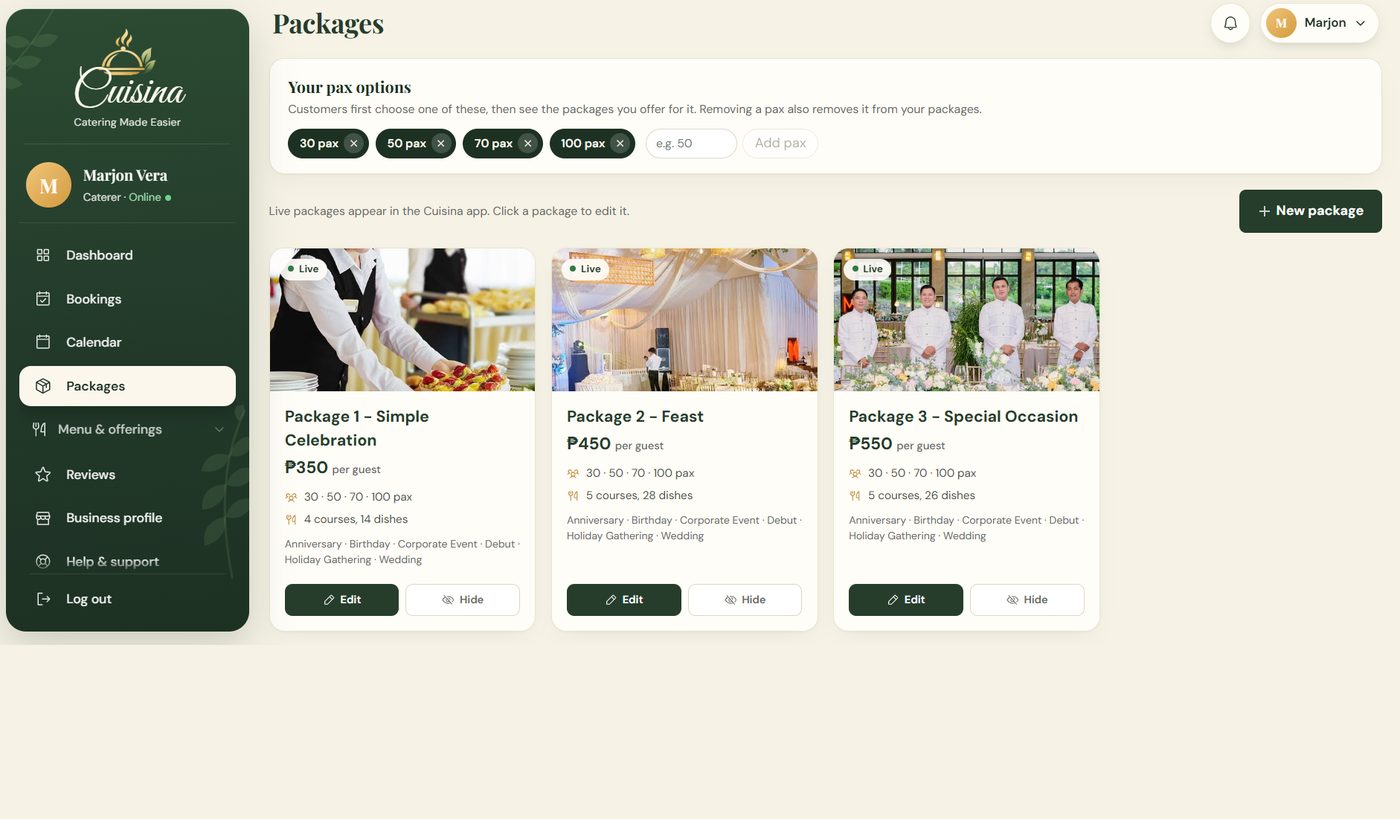 Cuisina
Catering Made Easier
M
Marjon Vera
Caterer · Online
Dashboard
Bookings
Calendar
Packages
Menu & offerings
Reviews
Business profile
Help & support
Log out
Packages
M
Marjon
Your pax options
Customers first choose one of these, then see the packages you offer for it. Removing a pax also removes it from your packages.
30 pax
50 pax
70 pax
100 pax
e.g. 50
Add pax
Live packages appear in the Cuisina app. Click a package to edit it.
+ New package
Live
Package 1 – Simple
Celebration
₱350 per guest
30 · 50 · 70 · 100 pax
4 courses, 14 dishes
Anniversary · Birthday · Corporate Event · Debut ·
Holiday Gathering · Wedding
Edit
Hide
Live
Package 2 – Feast
₱450 per guest
30 · 50 · 70 · 100 pax
5 courses, 28 dishes
Anniversary · Birthday · Corporate Event · Debut ·
Holiday Gathering · Wedding
Edit
Hide
Live
Package 3 – Special Occasion
₱550 per guest
30 · 50 · 70 · 100 pax
5 courses, 26 dishes
Anniversary · Birthday · Corporate Event · Debut ·
Holiday Gathering · Wedding
Edit
Hide